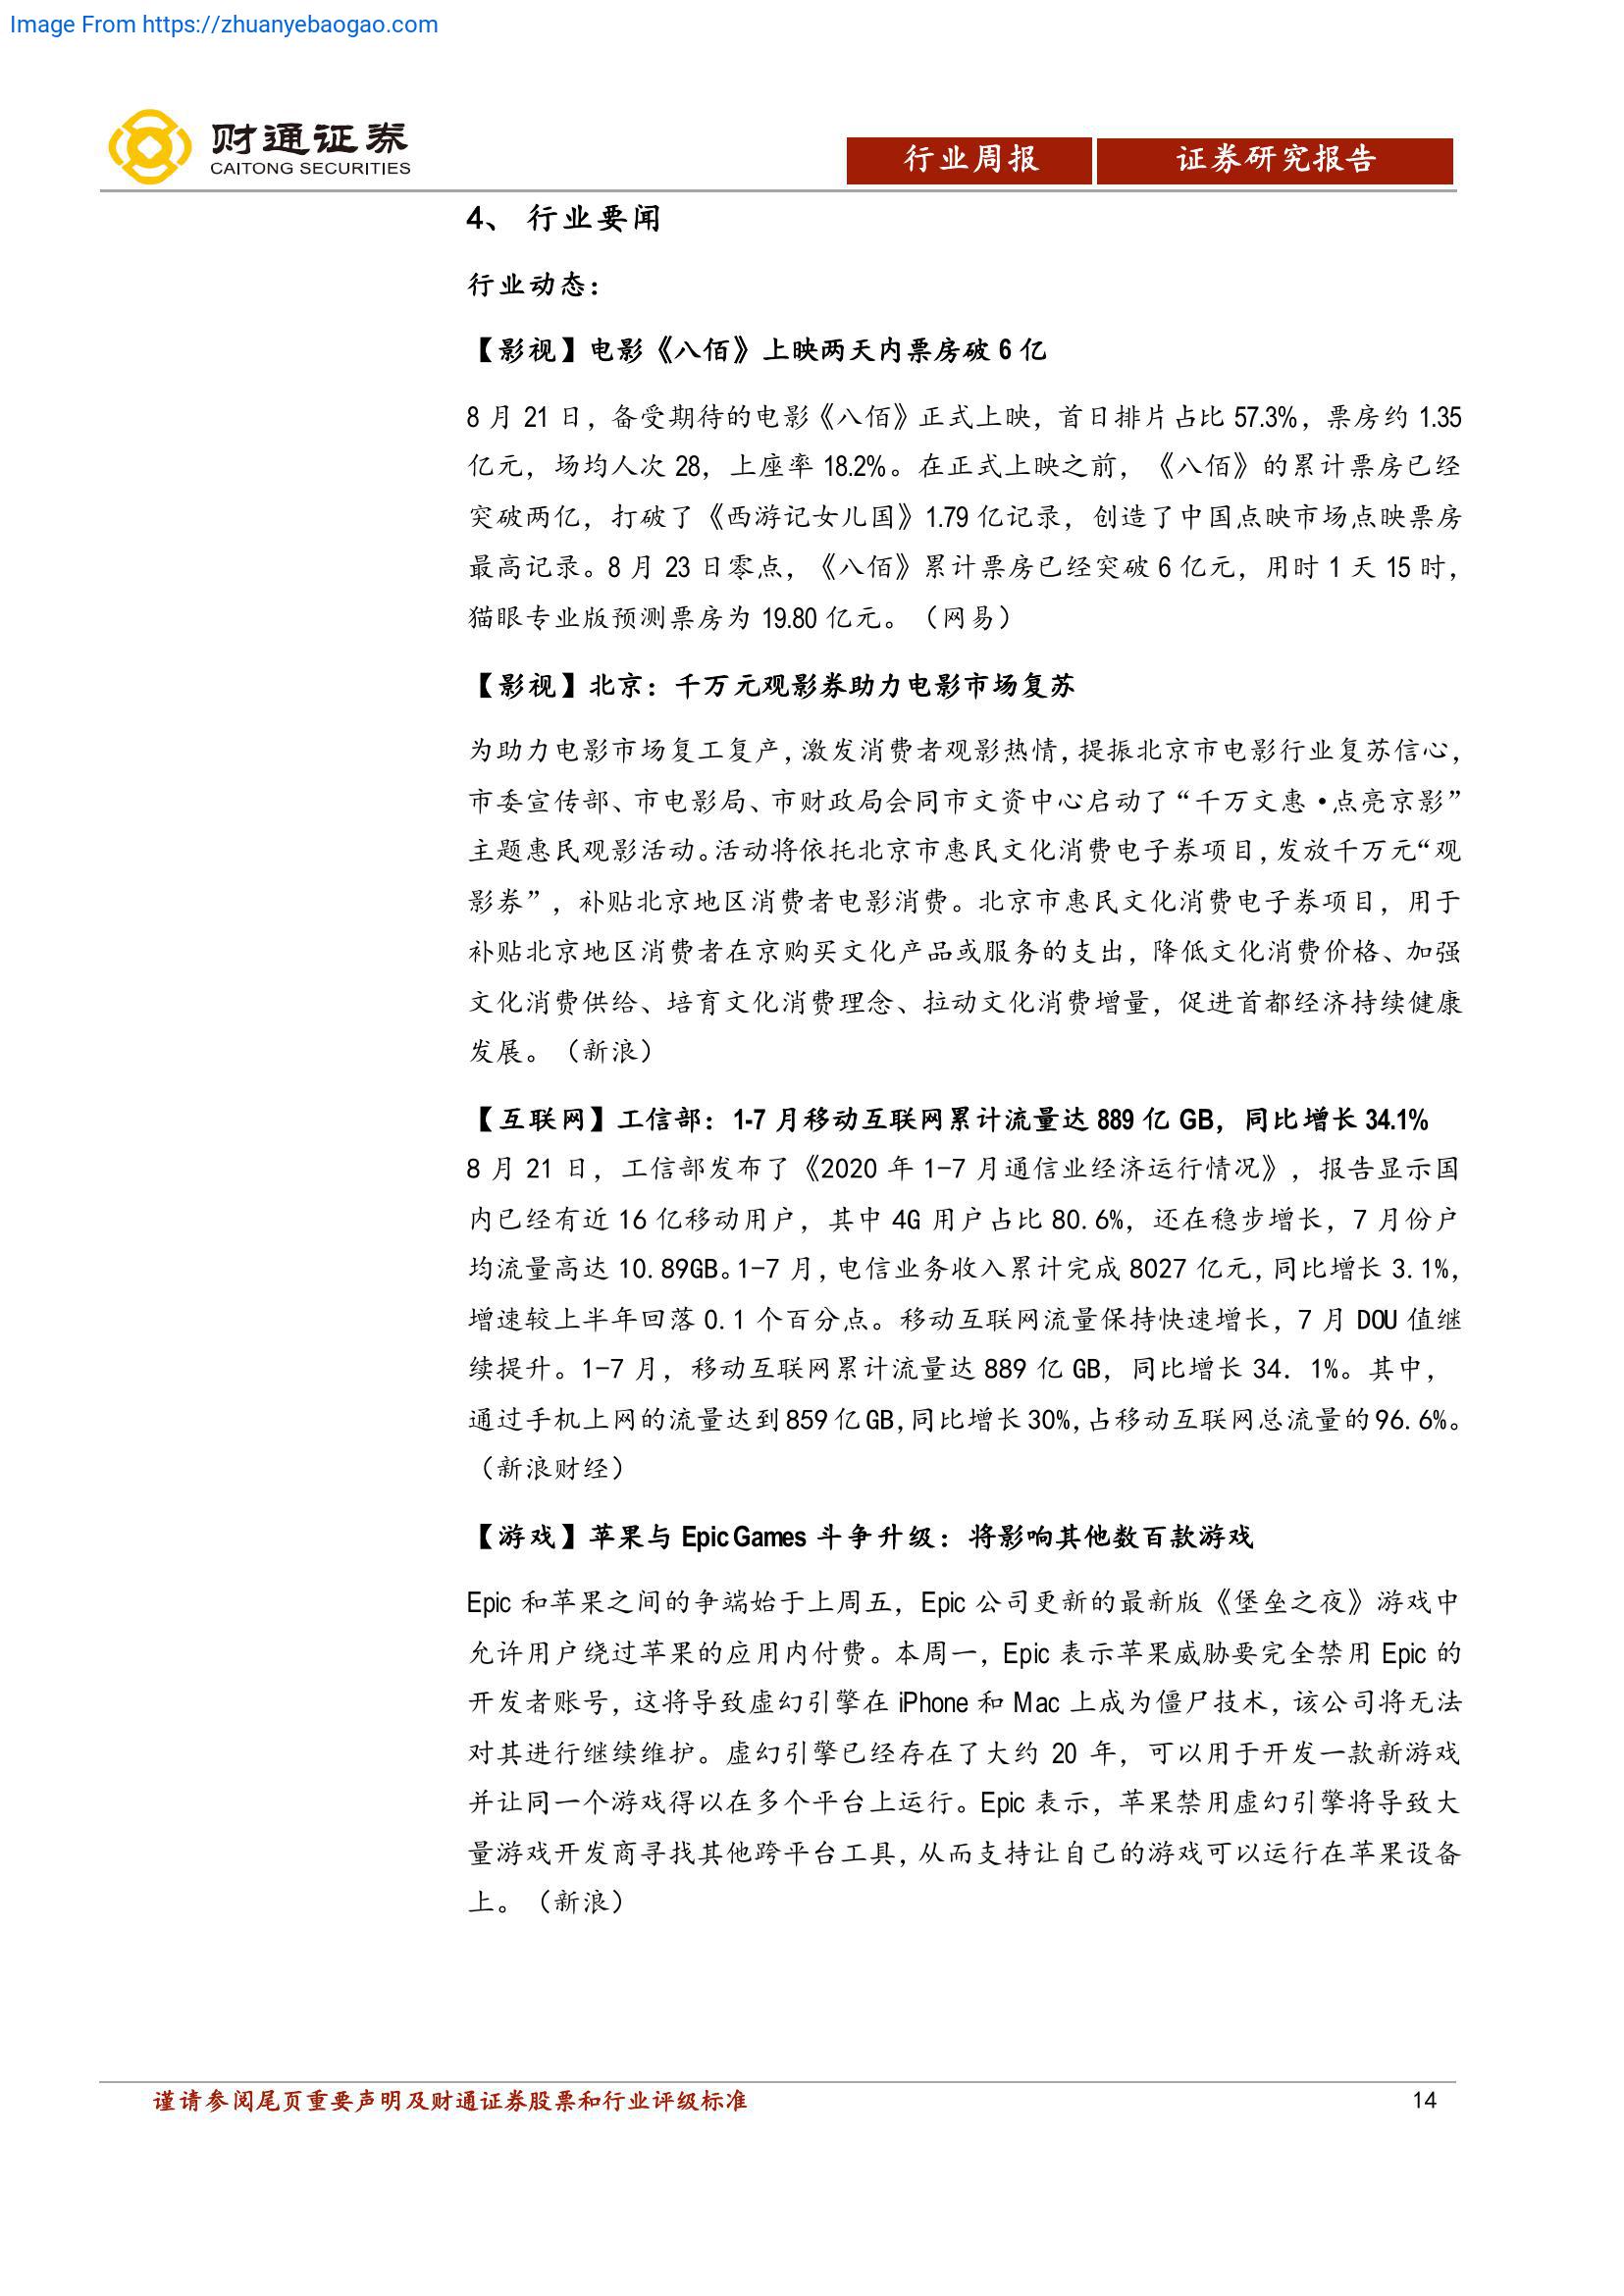 Image From https://zhuanyebaogao.com
财通证券
CAITONG SECURITIES
行业周报
证券研究报告
4、 行业要闻
行业动态：
【影视】电影《八佰》上映两天内票房破 6 亿
8 月 21 日，备受期待的电影《八佰》正式上映，首日排片占比 57.3%，票房约 1.35
亿元，场均人次 28，上座率 18.2%。在正式上映之前，《八佰》的累计票房已经
突破两亿，打破了《西游记女儿国》1.79 亿记录，创造了中国点映市场点映票房
最高记录。8 月 23 日零点，《八佰》累计票房已经突破 6 亿元，用时 1 天 15 时，
猫眼专业版预测票房为 19.80 亿元。（网易）
【影视】北京：千万元观影券助力电影市场复苏
为助力电影市场复工复产，激发消费者观影热情，提振北京市电影行业复苏信心，
市委宣传部、市电影局、市财政局会同市文资中心启动了“千万文惠•点亮京影”
主题惠民观影活动。活动将依托北京市惠民文化消费电子券项目，发放千万元“观
影券”，补贴北京地区消费者电影消费。北京市惠民文化消费电子券项目，用于
补贴北京地区消费者在京购买文化产品或服务的支出，降低文化消费价格、加强
文化消费供给、培育文化消费理念、拉动文化消费增量，促进首都经济持续健康
发展。（新浪）
【互联网】工信部：1-7 月移动互联网累计流量达 889 亿 GB，同比增长 34.1%
8 月 21 日，工信部发布了《2020 年 1-7 月通信业经济运行情况》，报告显示国
内已经有近 16 亿移动用户，其中 4G 用户占比 80.6%，还在稳步增长，7 月份户
均流量高达 10.89GB。1-7 月，电信业务收入累计完成 8027 亿元，同比增长 3.1%，
增速较上半年回落 0.1 个百分点。移动互联网流量保持快速增长，7 月 DOU 值继
续提升。1-7 月，移动互联网累计流量达 889 亿 GB，同比增长 34．1%。其中，
通过手机上网的流量达到 859 亿 GB，同比增长 30%，占移动互联网总流量的 96.6%。
（新浪财经）
【游戏】苹果与 Epic Games 斗争升级：将影响其他数百款游戏
Epic 和苹果之间的争端始于上周五，Epic 公司更新的最新版《堡垒之夜》游戏中
允许用户绕过苹果的应用内付费。本周一，Epic 表示苹果威胁要完全禁用 Epic 的
开发者账号，这将导致虚幻引擎在 iPhone 和 Mac 上成为僵尸技术，该公司将无法
对其进行继续维护。虚幻引擎已经存在了大约 20 年，可以用于开发一款新游戏
并让同一个游戏得以在多个平台上运行。Epic 表示，苹果禁用虚幻引擎将导致大
量游戏开发商寻找其他跨平台工具，从而支持让自己的游戏可以运行在苹果设备
上。（新浪）
谨请参阅尾页重要声明及财通证券股票和行业评级标准
14